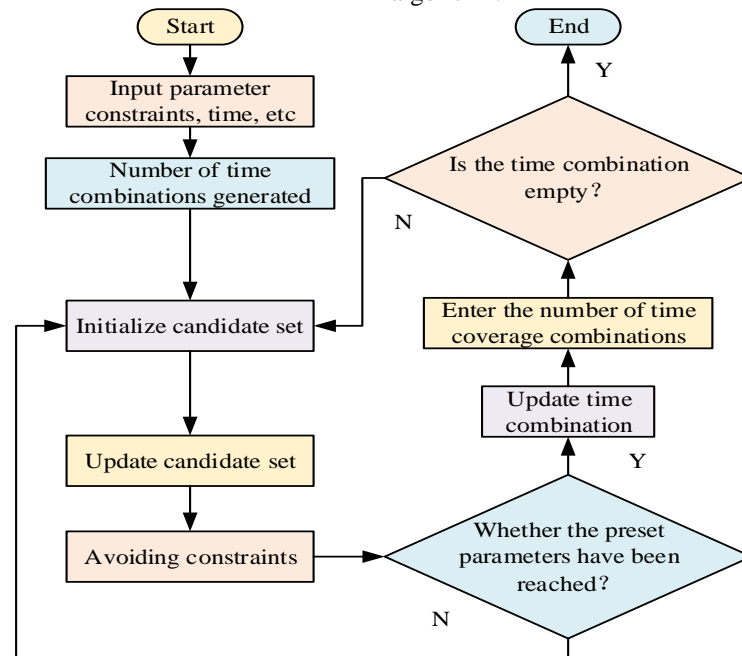 Start
Input parameter
constraints, time, etc
Number of time
combinations generated
Initialize candidate set
Update candidate set
Avoiding constraints
Whether the preset
parameters have been
reached?
N
Y
Update time
combination
Enter the number of time
coverage combinations
Is the time combination
empty?
N
Y
End